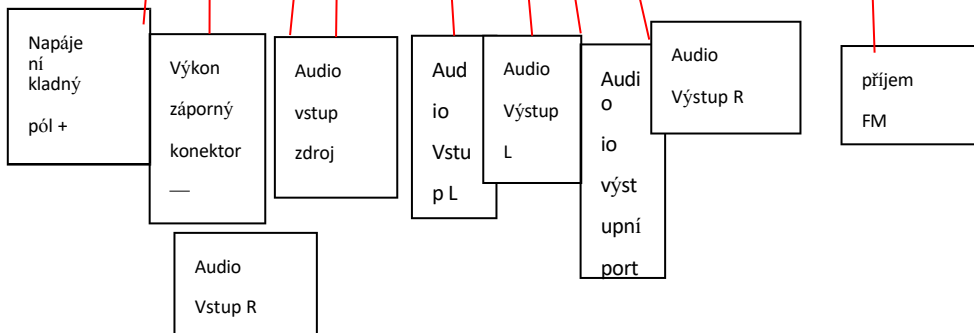 Napáje
ní
kladný
pól +
Výkon
záporný
konektor
—
Audio
vstup
zdroj
Aud
io
Vstu
p L
Audio
Výstup
L
Audi
o
io
výst
upní
port
Audio
Výstup R
příjem
FM
Audio
Vstup R